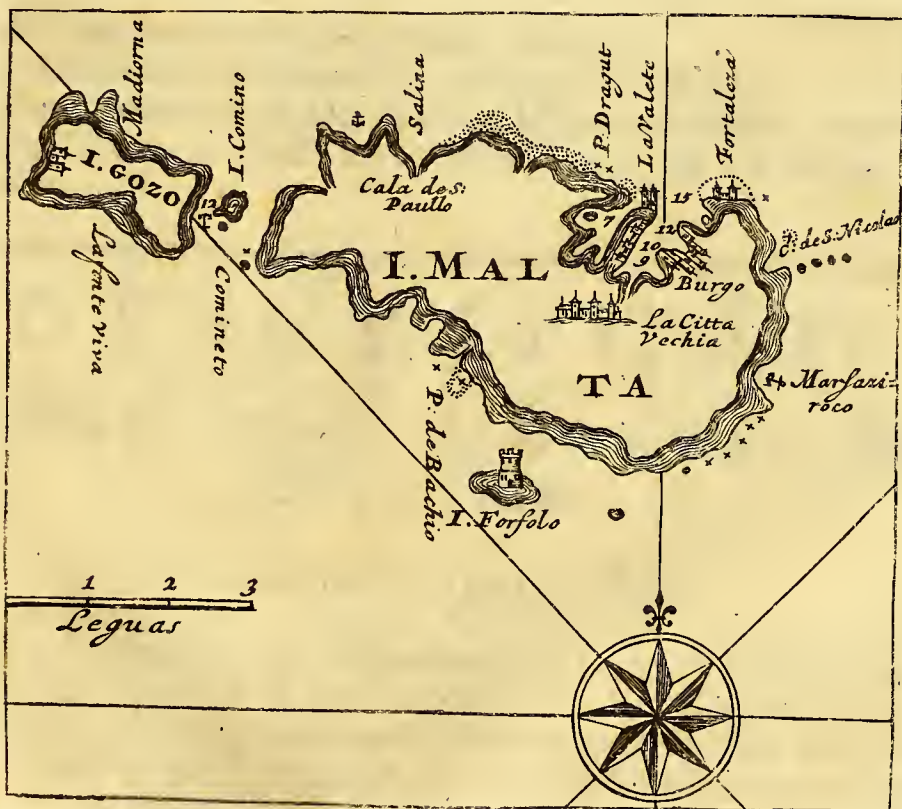 Madiorna
I. GOZO
La fonte viva
I. Comino
12
Comineto
Salina
Cala de S:
Paullo
P. Dragut
La Valete
Fortaleza
15
7
12
10
9
I. MAL
TA
Burgo
La Citta
Vechia
P. de S: Nicolao
Marsazi-
roco
P: de Bachio
I. Forfolo
1 2 3
Leguas